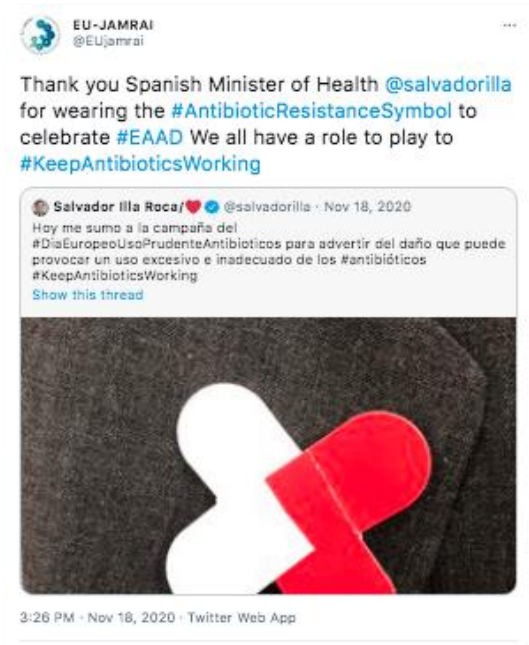 EU-JAMRAI
@EUjamrai
Thank you Spanish Minister of Health @salvadorilla
for wearing the #AntibioticResistanceSymbol to
celebrate #EAAD We all have a role to play to
#KeepAntibioticsWorking
Salvador Illa Roca/❤️ @salvadorilla · Nov 18, 2020
Hoy me sumo a la campaña del
#DiaEuropeoUsoPrudenteAntibioticos para advertir del daño que puede
provocar un uso excesivo e inadecuado de los #antibióticos
#KeepAntibioticsWorking
Show this thread
3:26 PM · Nov 18, 2020 · Twitter Web App